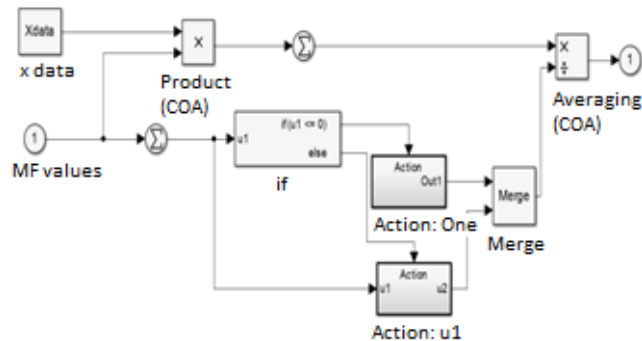 Xdata
x data
X
Product
(COA)
∑
X
÷
1
Averaging
(COA)
1
MF values
∑
u1
if(u1 <= 0)
else
if
Action
Out1
Action: One
Merge
Merge
Action
u1
u2
Action: u1